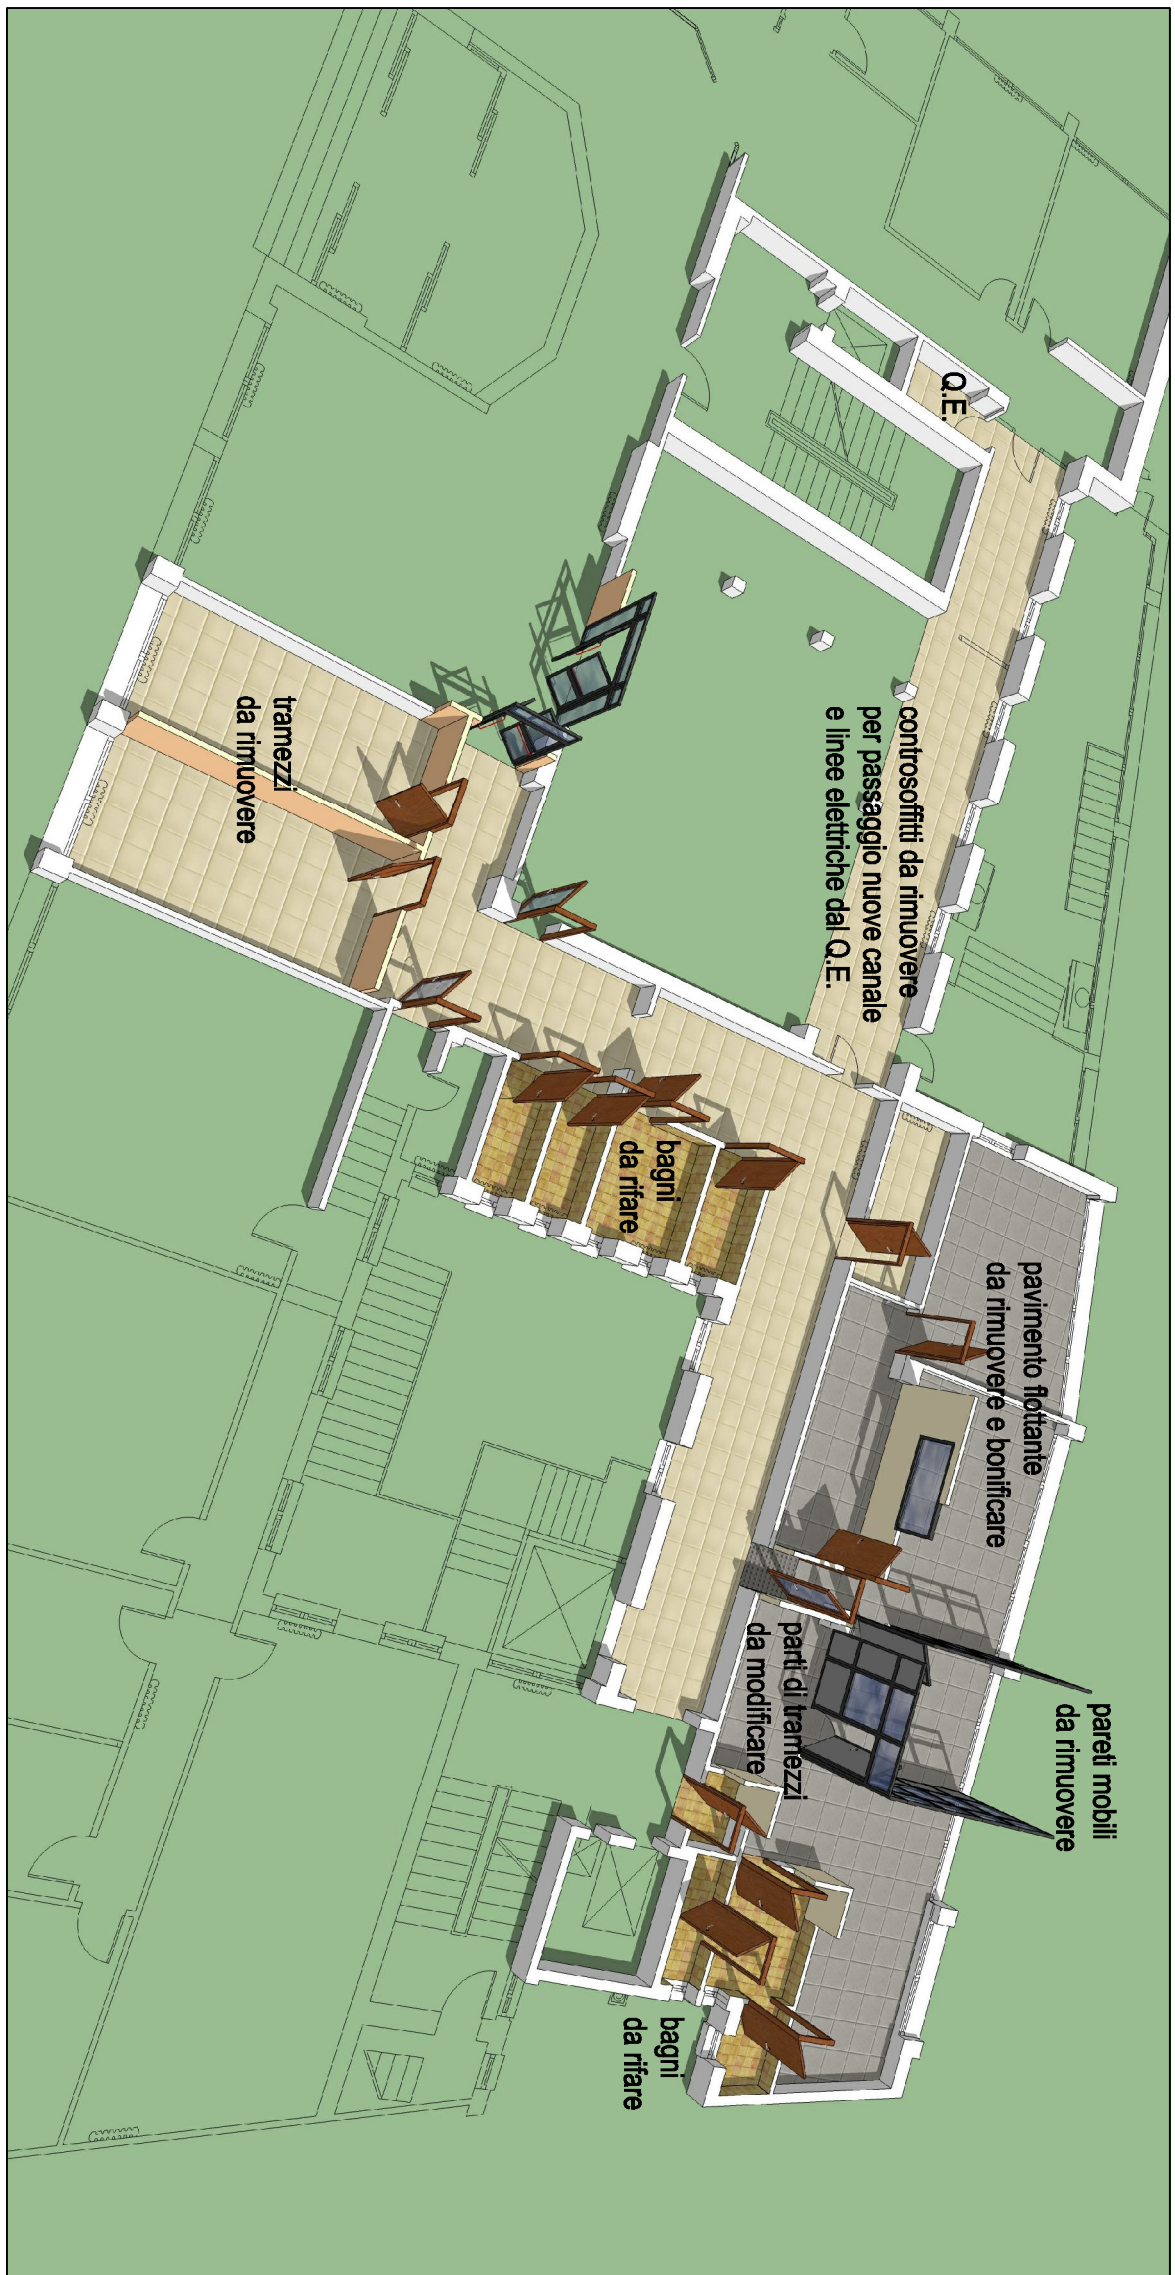 Q.E.
controsoffitti da rimuovere
per passaggio nuove canale
e linee elettriche dal Q.E.
tramezzi
da rimuovere
bagni
da rifare
pavimento flottante
da rimuovere e bonificare
pareti mobili
da rimuovere
parti di tramezzi
da modificare
bagni
da rifare